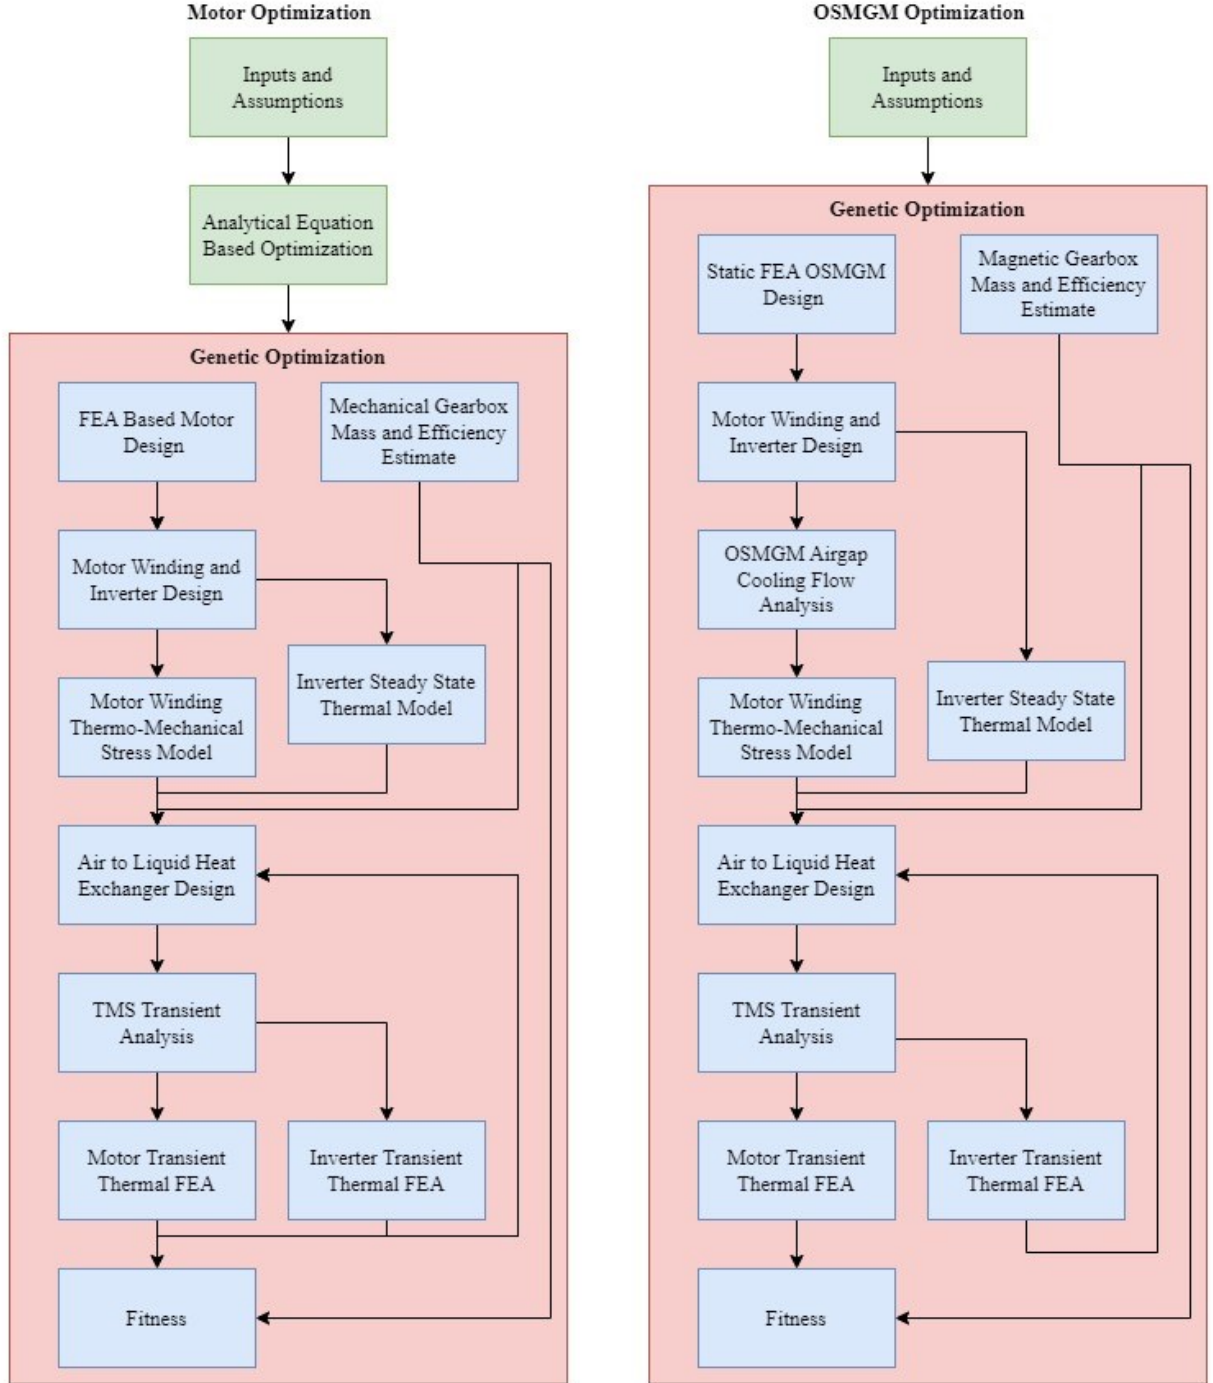 Motor Optimization
Inputs and
Assumptions
Analytical Equation
Based Optimization
Genetic Optimization
FEA Based Motor
Design
Mechanical Gearbox
Mass and Efficiency
Estimate
Motor Winding and
Inverter Design
Inverter Steady State
Thermal Model
Motor Winding
Thermo-Mechanical
Stress Model
Air to Liquid Heat
Exchanger Design
TMS Transient
Analysis
Motor Transient
Thermal FEA
Inverter Transient
Thermal FEA
Fitness
OSMGM Optimization
Inputs and
Assumptions
Genetic Optimization
Static FEA OSMGM
Design
Magnetic Gearbox
Mass and Efficiency
Estimate
Motor Winding and
Inverter Design
OSMGM Airgap
Cooling Flow
Analysis
Inverter Steady State
Thermal Model
Motor Winding
Thermo-Mechanical
Stress Model
Air to Liquid Heat
Exchanger Design
TMS Transient
Analysis
Motor Transient
Thermal FEA
Inverter Transient
Thermal FEA
Fitness